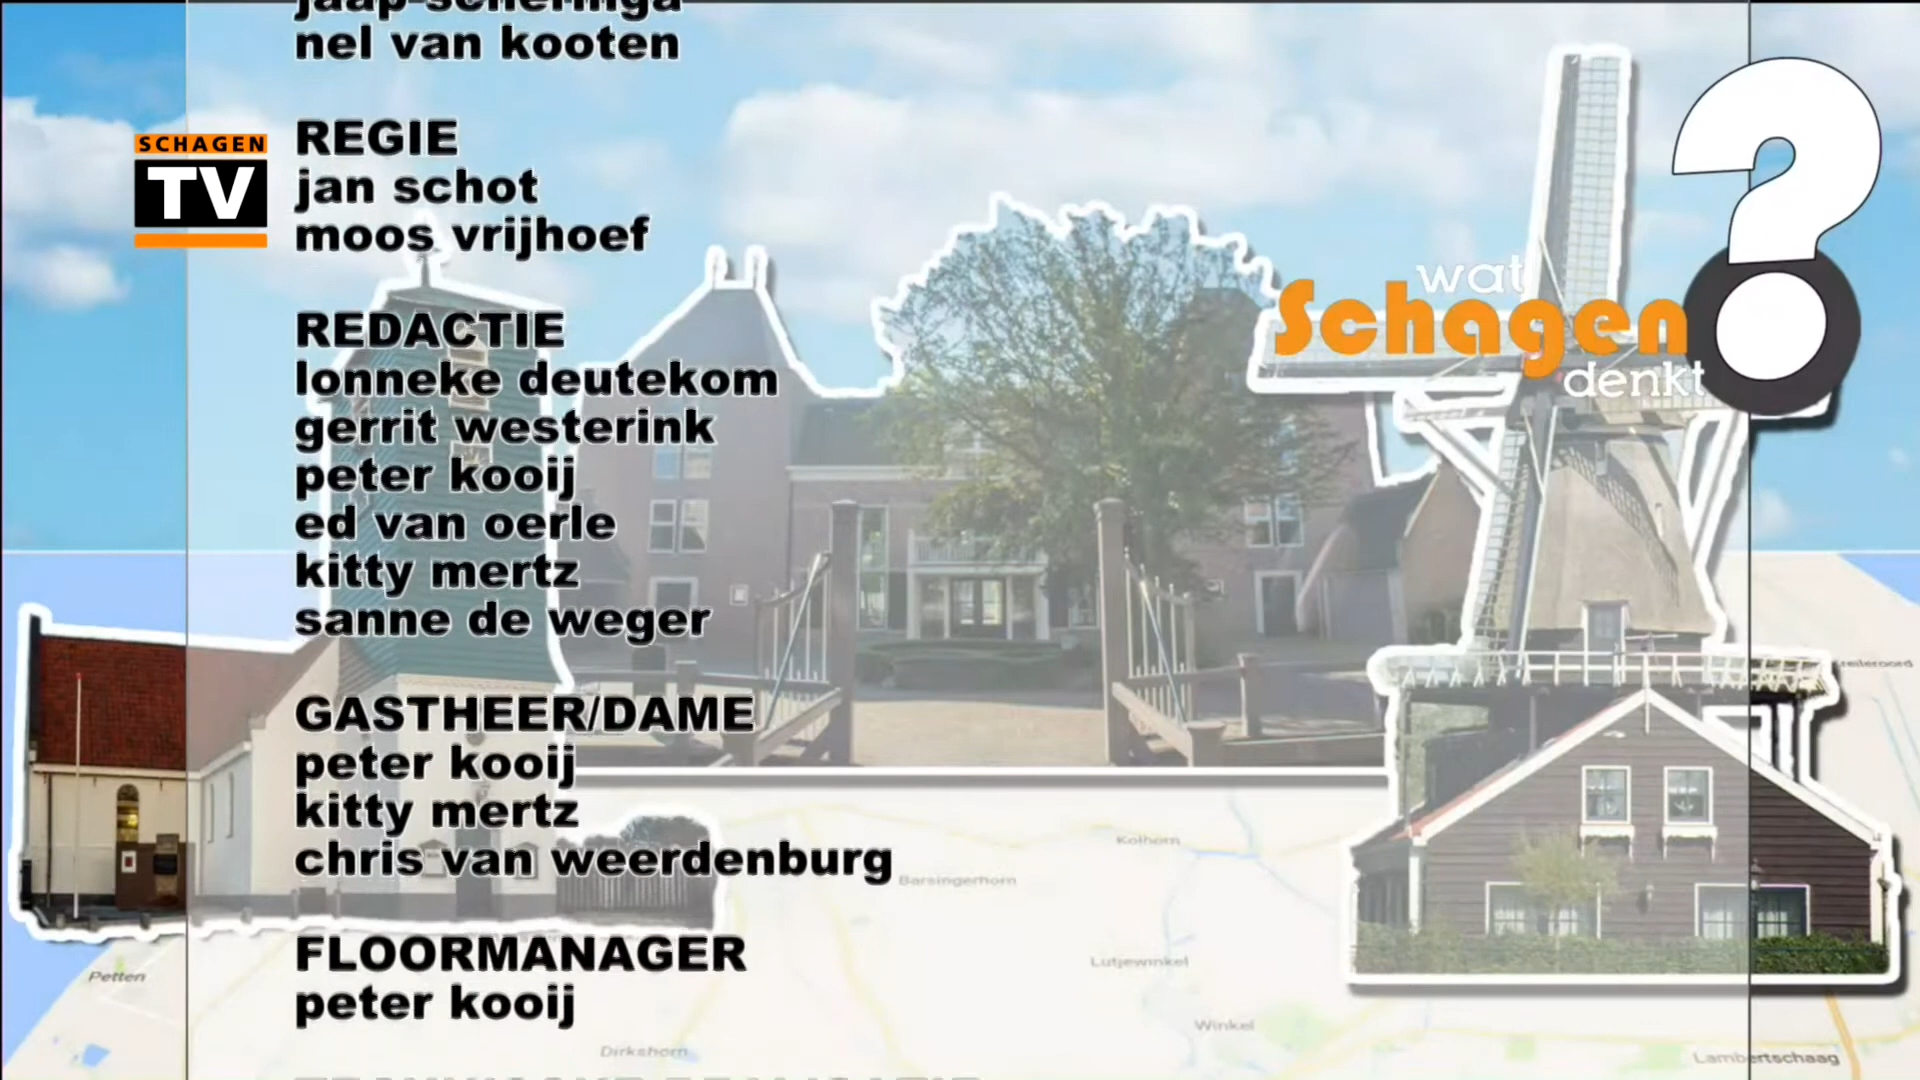 jaap scheringa
nel van kooten
SCHAGEN
TV
REGIE
jan schot
moos vrijhoef
REDACTIE
lonneke deutekom
gerrit westerink
peter kooij
ed van oerle
kitty mertz
sanne de weger
GASTHEER/DAME
peter kooij
kitty mertz
chris van weerdenburg
FLOORMANAGER
peter kooij
wat
Schagen
denkt
?
Kolhorn
Barsingerhorn
Lutjewinkel
Petten
Winkel
Dirkshorn
Lambertschaag